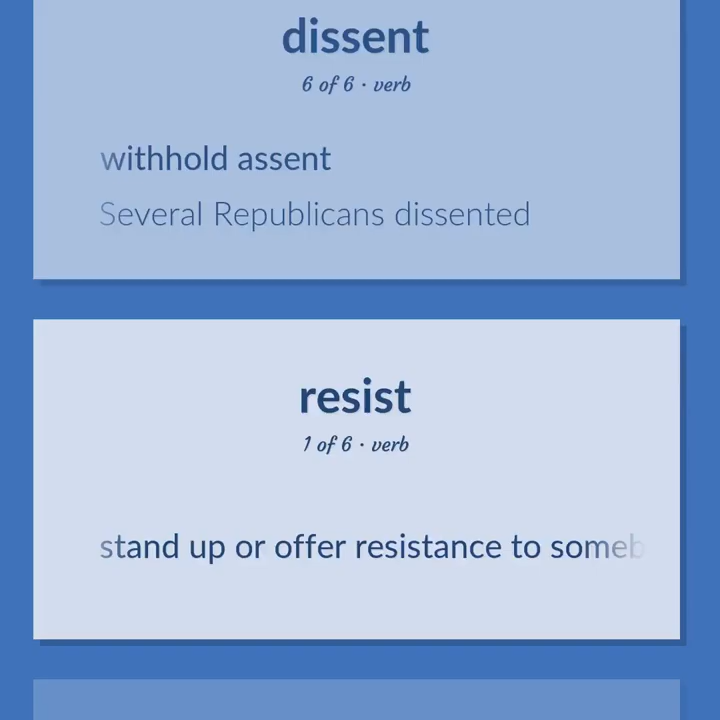 dissent
6 of 6 · verb
withhold assent
Several Republicans dissented
resist
1 of 6 · verb
stand up or offer resistance to someb